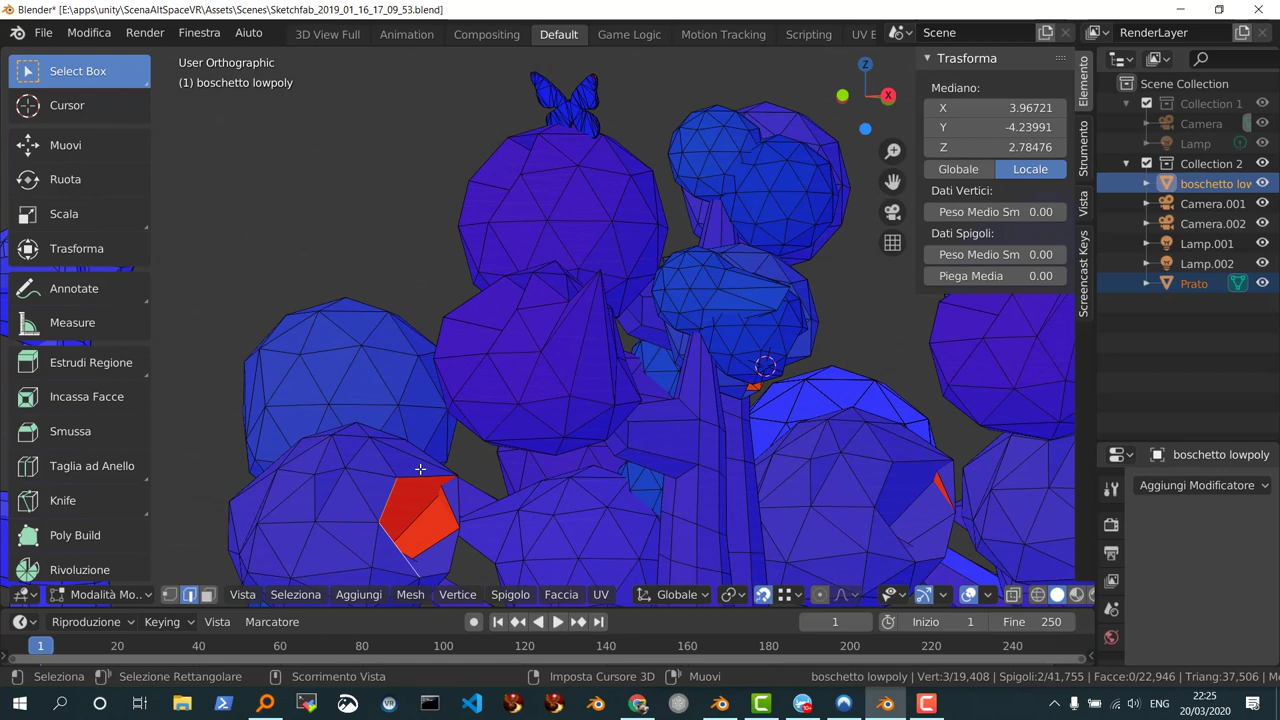 Blender* [C:\apps\unity\ScenaAltSpaceVR\Assets\Scenes\Sketchfab_2019_01_16_17_09_53.blend]
File Modifica Render Finestra Aiuto 3D View Full Animation Compositing Default Game Logic Motion Tracking Scripting UV E Scene RenderLayer
Select Box
Cursor
Muovi
Ruota
Scala
Trasforma
Annotate
Measure
Estrudi Regione
Incassa Facce
Smussa
Taglia ad Anello
Knife
Poly Build
Rivoluzione
User Orthographic
(1) boschetto lowpoly
Z
X
Trasforma
Mediano:
X 3.96721
Y -4.23991
Z 2.78476
Globale Locale
Dati Vertici:
Peso Medio Sm 0.00
Dati Spigoli:
Peso Medio Sm 0.00
Piega Media 0.00
Elemento
Strumento
Vista
Screencast Keys
Scene Collection
Collection 1
Camera
Lamp
Collection 2
boschetto low
Camera.001
Camera.002
Lamp.001
Lamp.002
Prato
boschetto lowpoly
Aggiungi Modificatore
Modalità Mo... Vista Seleziona Aggiungi Mesh Vertice Spigolo Faccia UV Globale
Riproduzione Keying Vista Marcatore 1 Inizio 1 Fine 250
1 20 40 60 80 100 120 140 160 180 200 220 240
Seleziona Selezione Rettangolare Scorrimento Vista Imposta Cursore 3D Muovi boschetto lowpoly | Vert:3/19,408 | Spigoli:2/41,755 | Facce:0/22,946 | Triang:37,506 | M
10+ ENG 22:25
20/03/2020